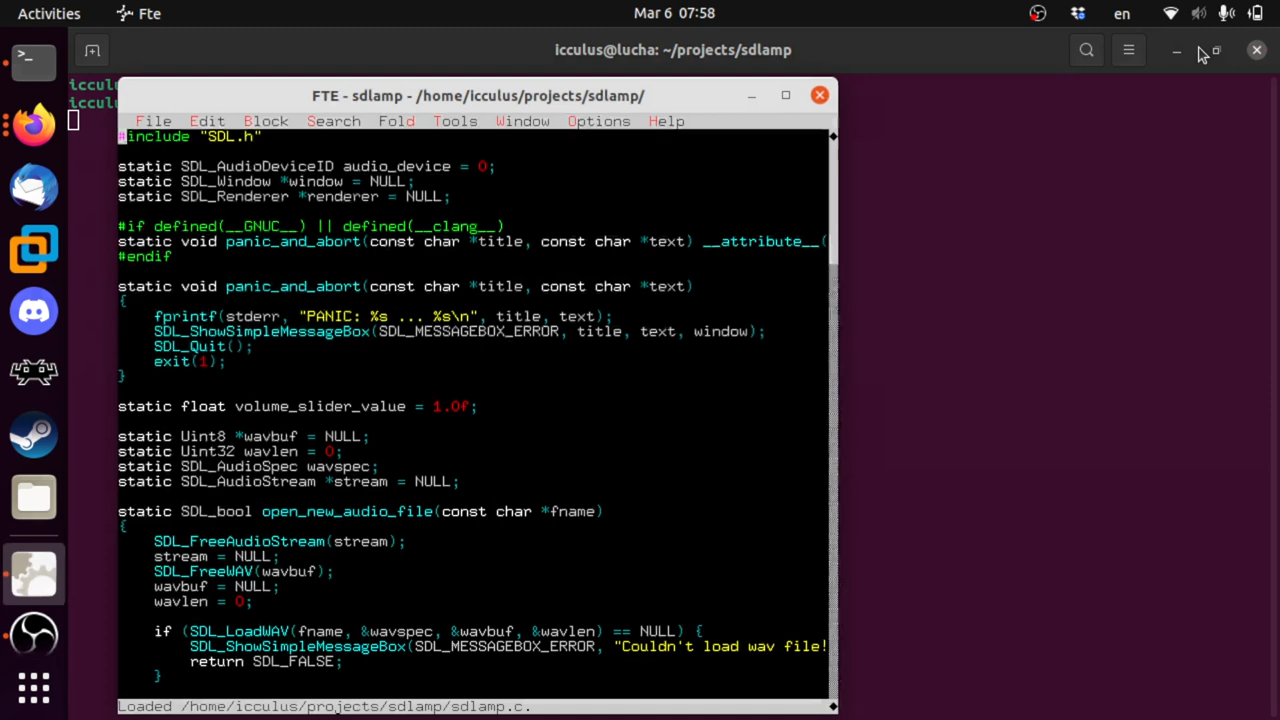 Activities Fte Mar 6 07:58 en
icculus@lucha: ~/projects/sdlamp
icculu
icculu
FTE - sdlamp - /home/icculus/projects/sdlamp/
File Edit Block Search Fold Tools Window Options Help
#include "SDL.h"
static SDL_AudioDeviceID audio_device = 0;
static SDL_Window *window = NULL;
static SDL_Renderer *renderer = NULL;
#if defined(__GNUC__) || defined(__clang__)
static void panic_and_abort(const char *title, const char *text) __attribute__(
#endif
static void panic_and_abort(const char *title, const char *text)
{
fprintf(stderr, "PANIC: %s ... %s\n", title, text);
SDL_ShowSimpleMessageBox(SDL_MESSAGEBOX_ERROR, title, text, window);
SDL_Quit();
exit(1);
}
static float volume_slider_value = 1.0f;
static Uint8 *wavbuf = NULL;
static Uint32 wavlen = 0;
static SDL_AudioSpec wavspec;
static SDL_AudioStream *stream = NULL;
static SDL_bool open_new_audio_file(const char *fname)
{
SDL_FreeAudioStream(stream);
stream = NULL;
SDL_FreeWAV(wavbuf);
wavbuf = NULL;
wavlen = 0;
if (SDL_LoadWAV(fname, &wavspec, &wavbuf, &wavlen) == NULL) {
SDL_ShowSimpleMessageBox(SDL_MESSAGEBOX_ERROR, "Couldn't load wav file!
return SDL_FALSE;
}
Loaded /home/icculus/projects/sdlamp/sdlamp.c.